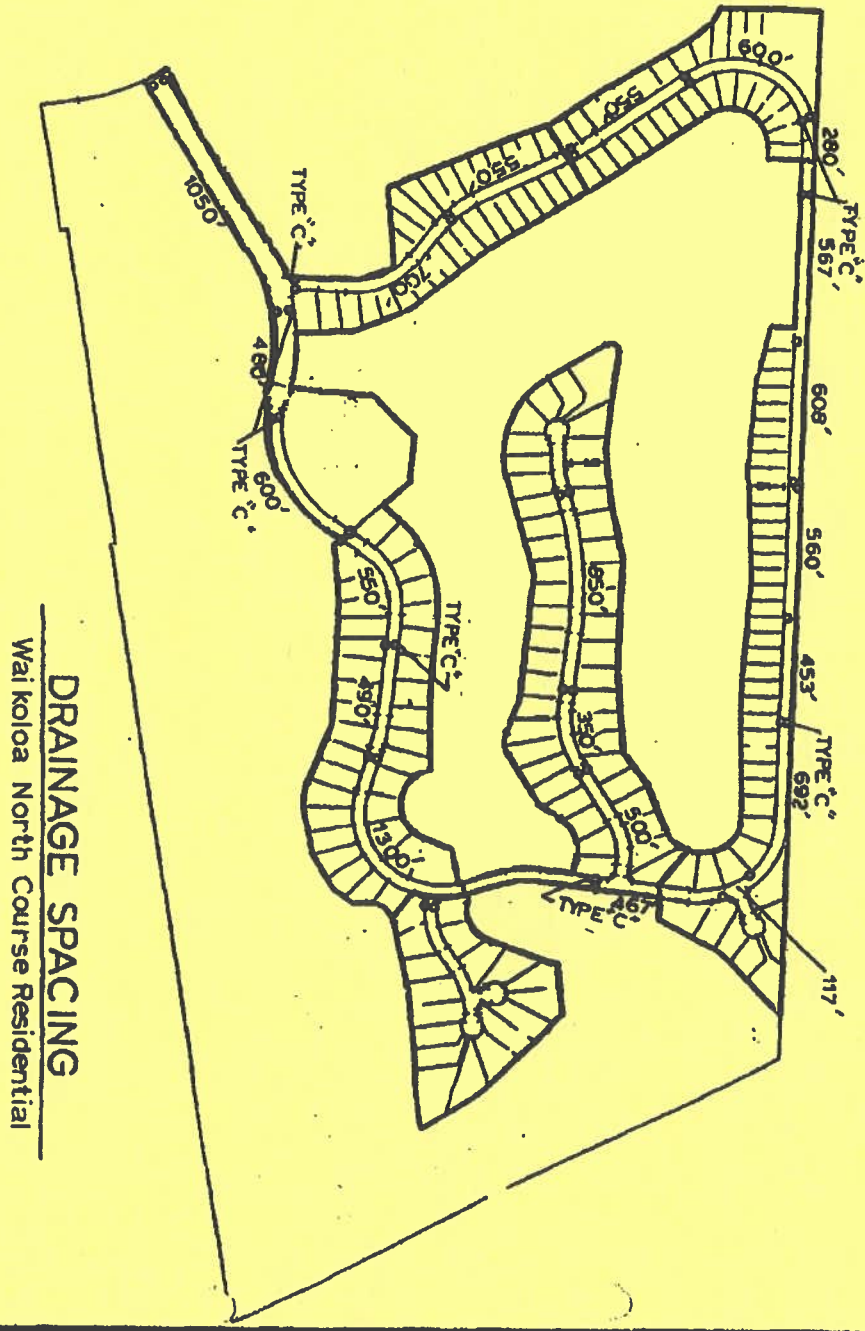 280'
TYPE "C"
567'
608'
560'
453'
TYPE "C"
692'
117'
600'
550'
550'
700'
850'
350'
500'
467'
TYPE "C"
TYPE "C"
550'
490'
1300'
TYPE "C"
1050'
460'
TYPE "C"
600'
DRAINAGE SPACING
Waikoloa North Course Residential